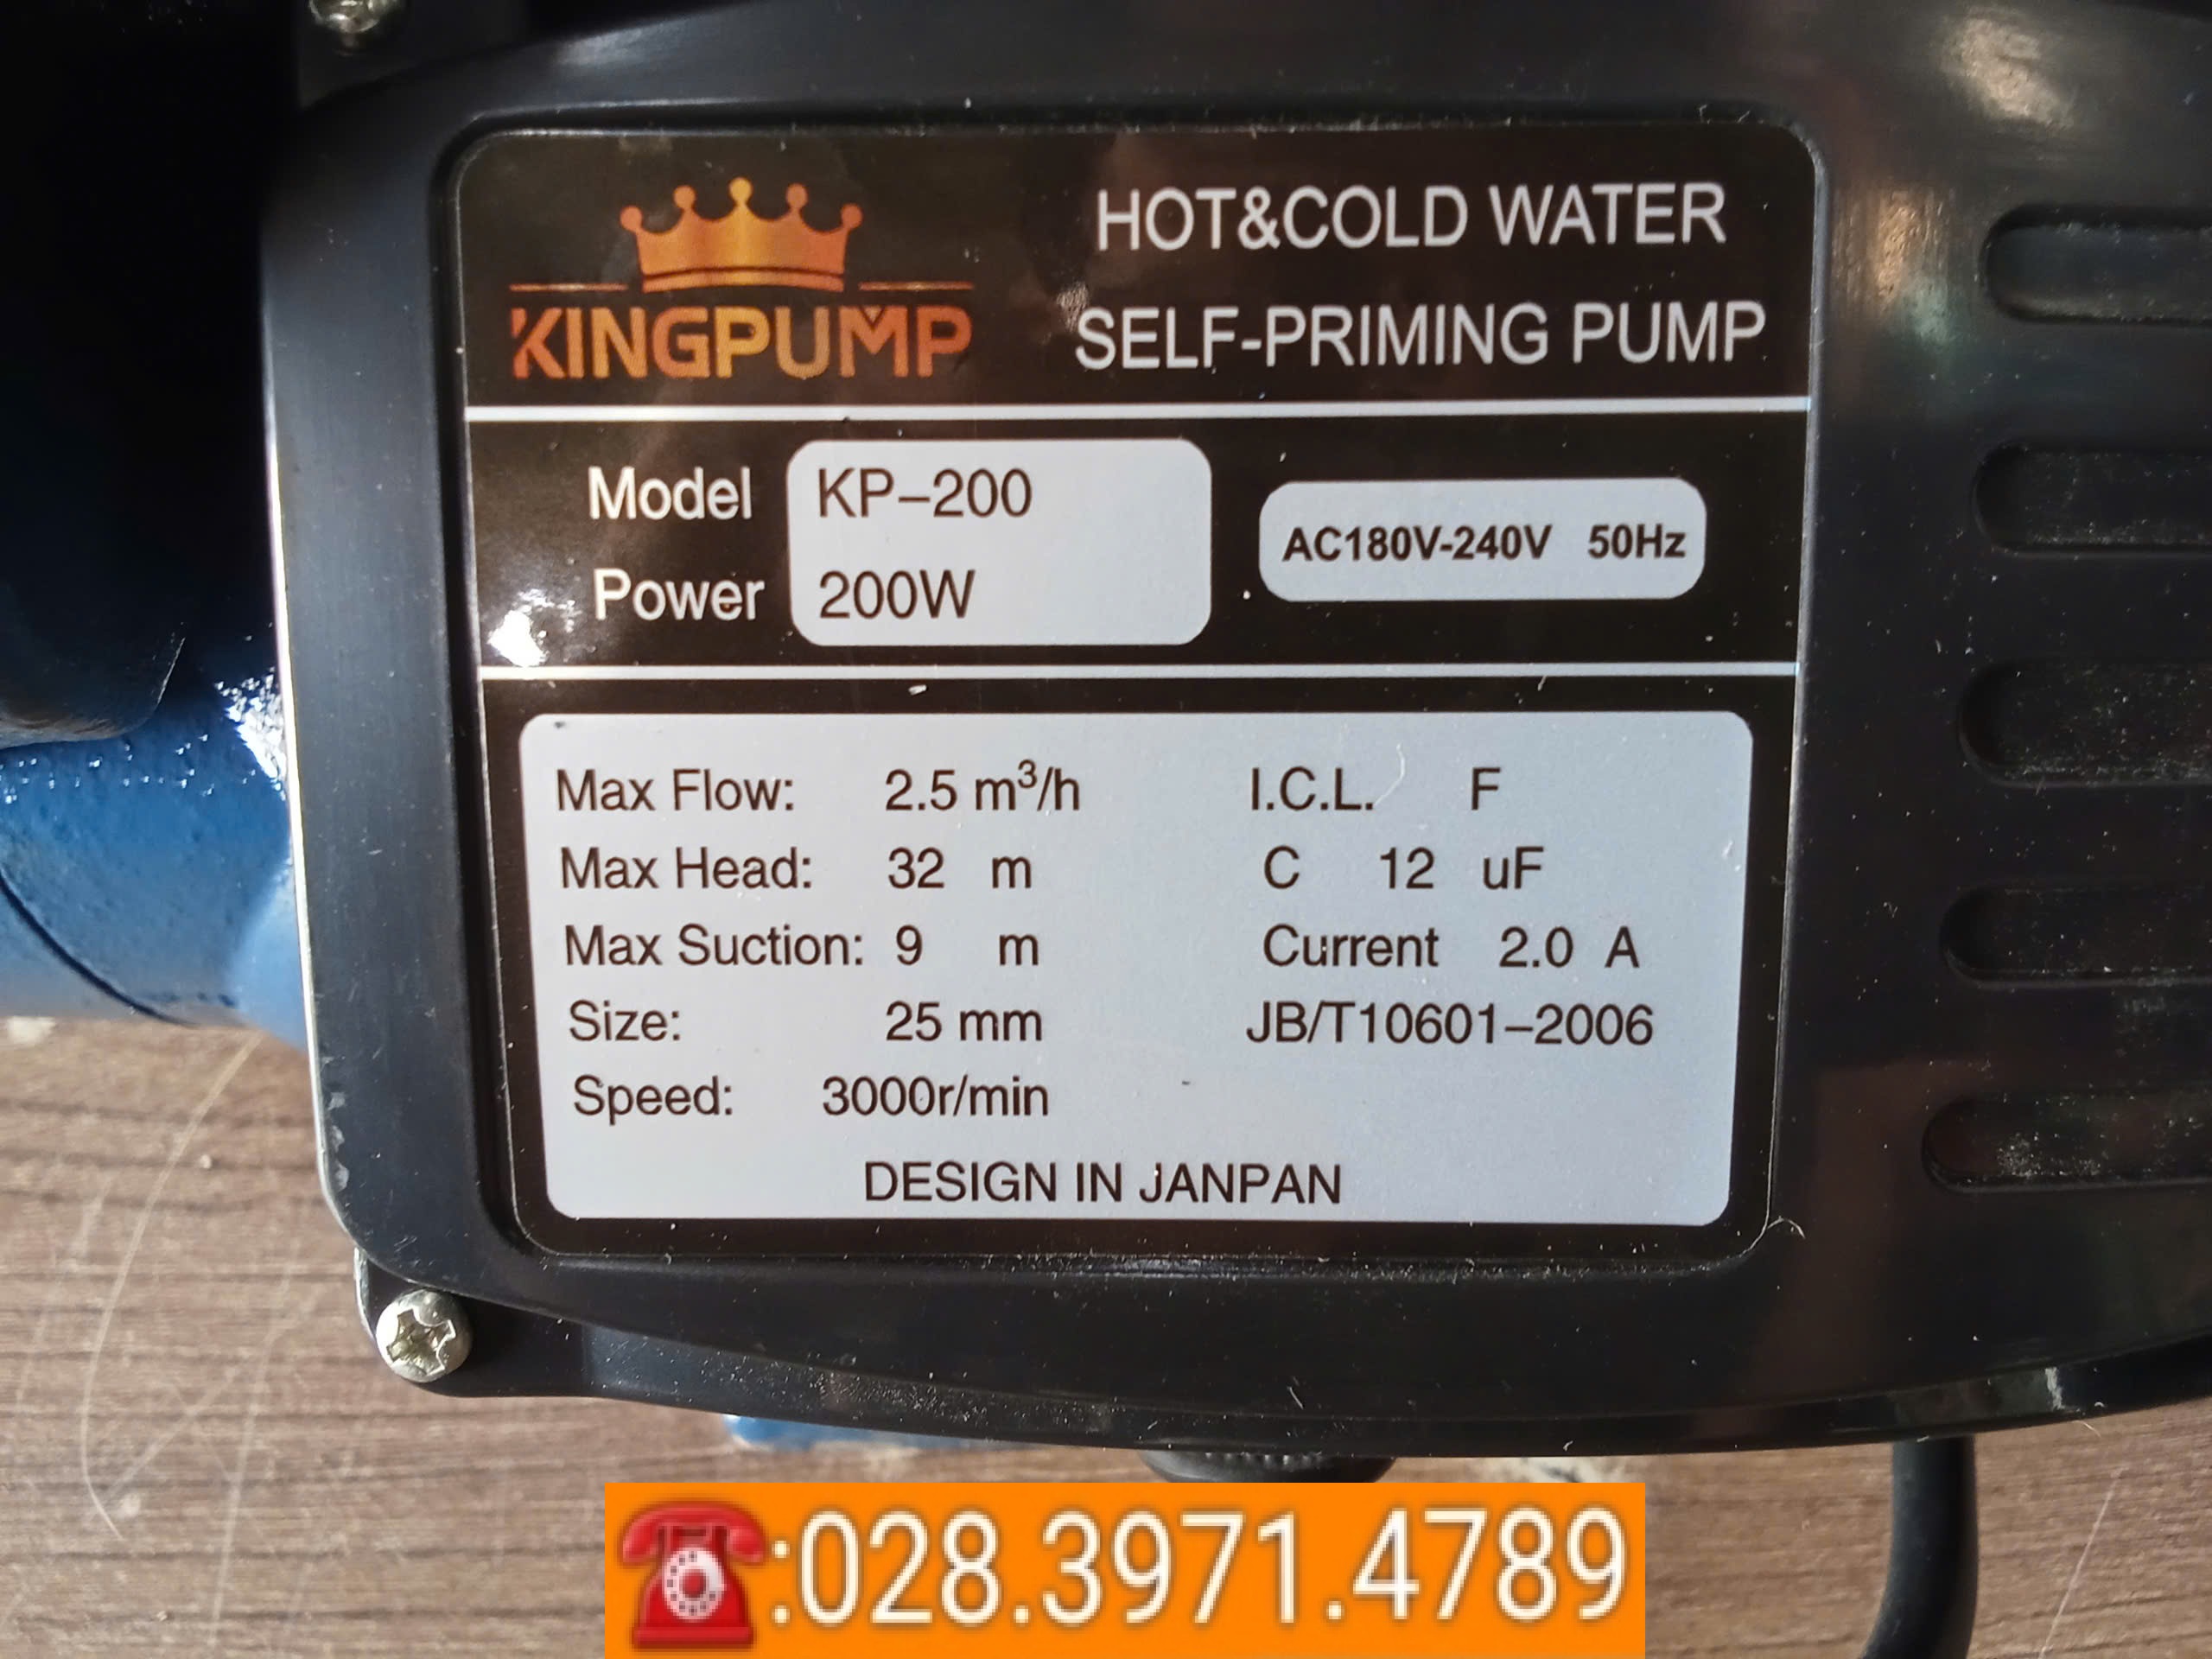 KINGPUMP
HOT&COLD WATER
SELF-PRIMING PUMP
Model KP-200
Power 200W
AC180V-240V 50Hz
Max Flow: 2.5 m³/h I.C.L. F
Max Head: 32 m C 12 uF
Max Suction: 9 m Current 2.0 A
Size: 25 mm JB/T10601-2006
Speed: 3000r/min
DESIGN IN JANPAN
:028.3971.4789